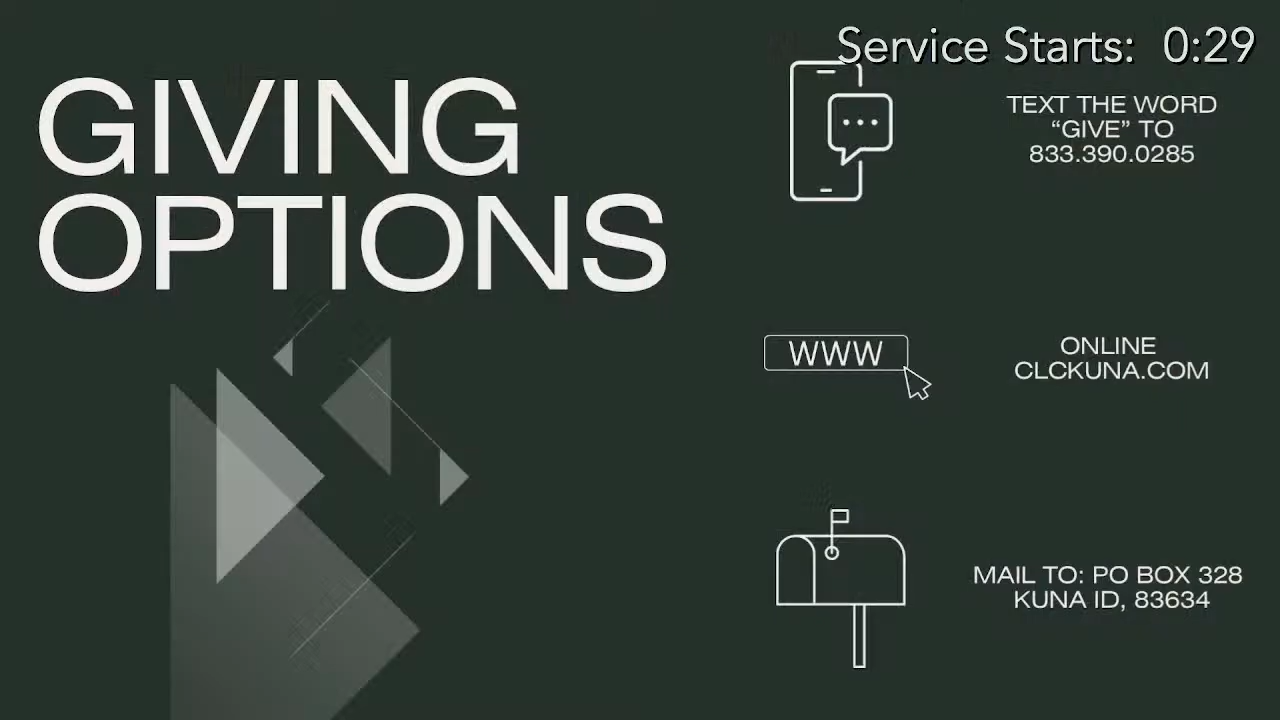 Service Starts: 0:29
GIVING
OPTIONS
TEXT THE WORD
“GIVE” TO
833.390.0285
WWW
ONLINE
CLCKUNA.COM
MAIL TO: PO BOX 328
KUNA ID, 83634